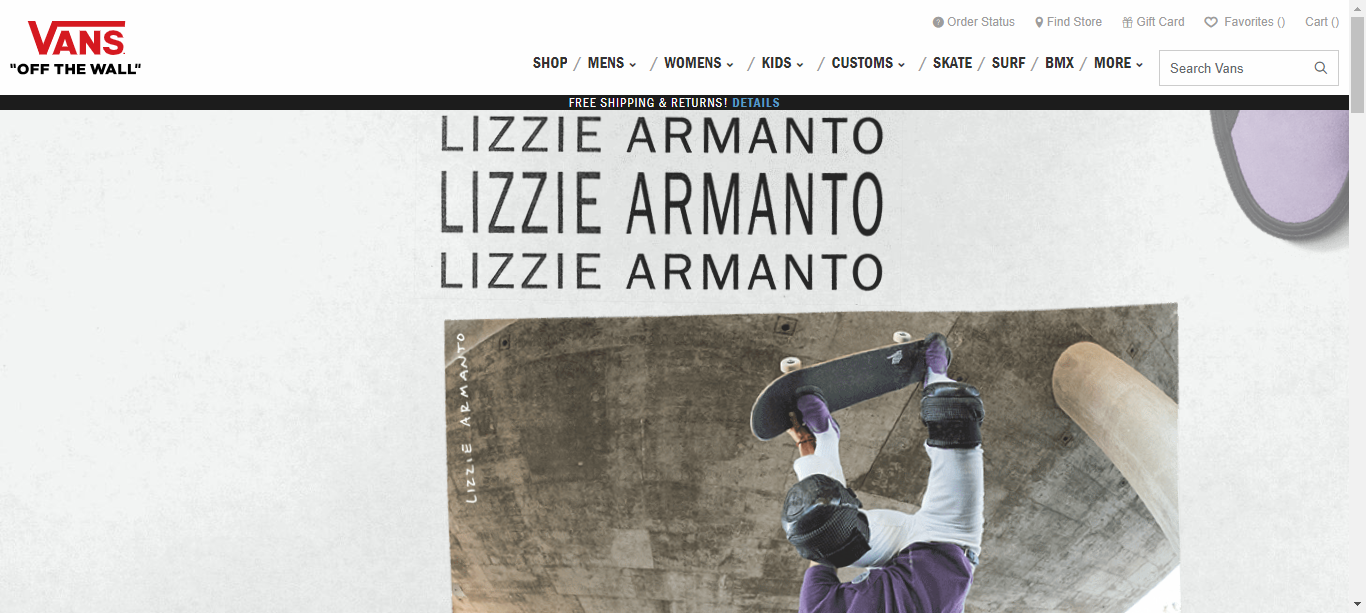 VANS
"OFF THE WALL"
Order Status Find Store Gift Card Favorites () Cart ()
SHOP / MENS / WOMENS / KIDS / CUSTOMS / SKATE / SURF / BMX / MORE
Search Vans
FREE SHIPPING & RETURNS! DETAILS
LIZZIE ARMANTO
LIZZIE ARMANTO
LIZZIE ARMANTO
LIZZIE ARMANTO